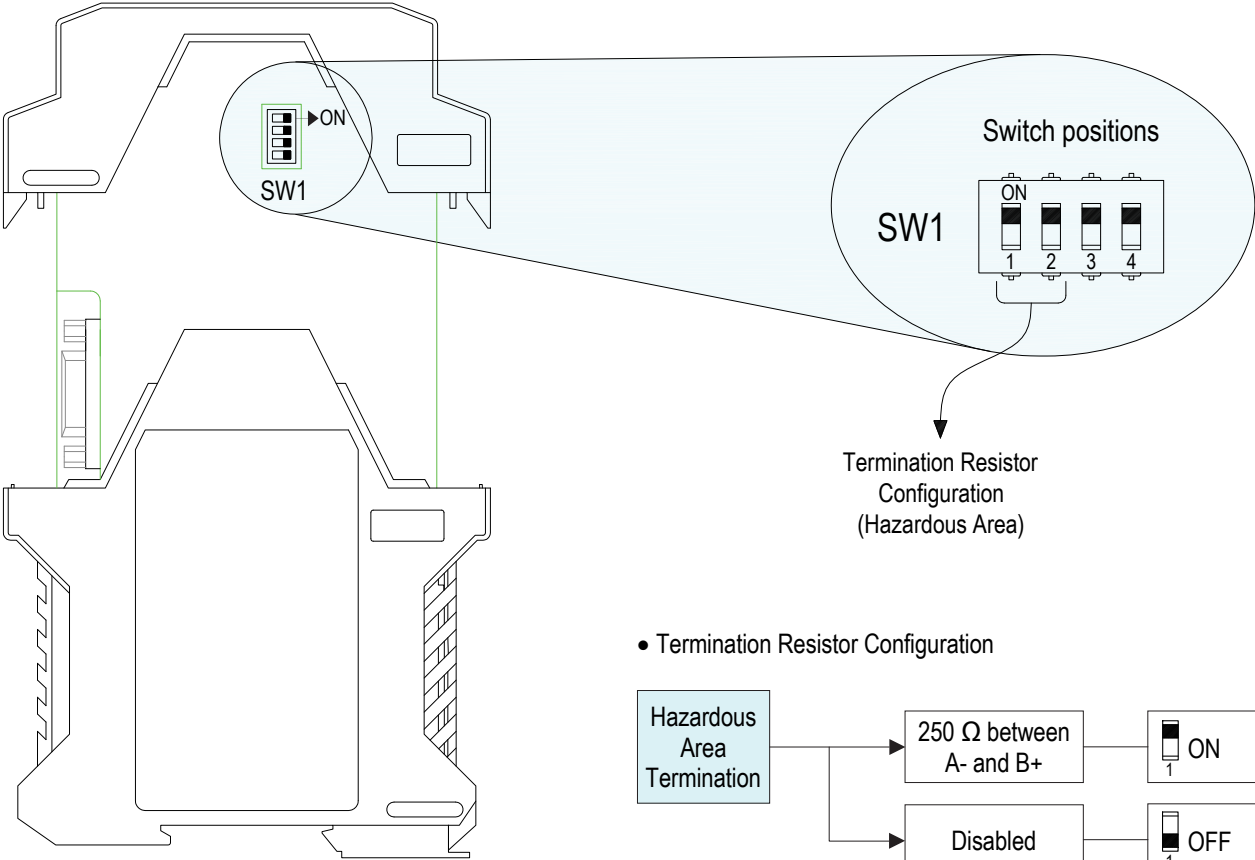 ON
SW1
Switch positions
SW1
ON
1 2 3 4
Termination Resistor
Configuration
(Hazardous Area)
• Termination Resistor Configuration
Hazardous
Area
Termination
250 Ω between
A- and B+
ON
1
Disabled
OFF
1